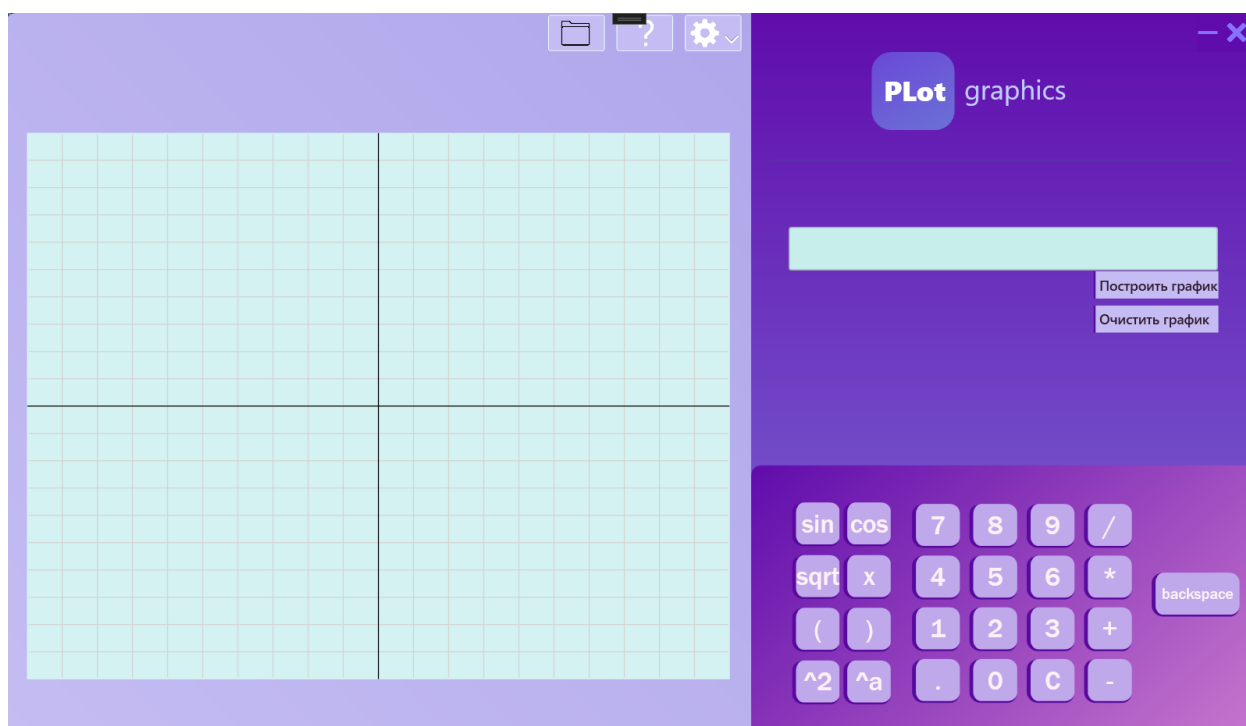 ?
PLot graphics
Построить график
Очистить график
sin cos 7 8 9 /
sqrt x 4 5 6 *
backspace
( ) 1 2 3 +
^2 ^a . 0 C -